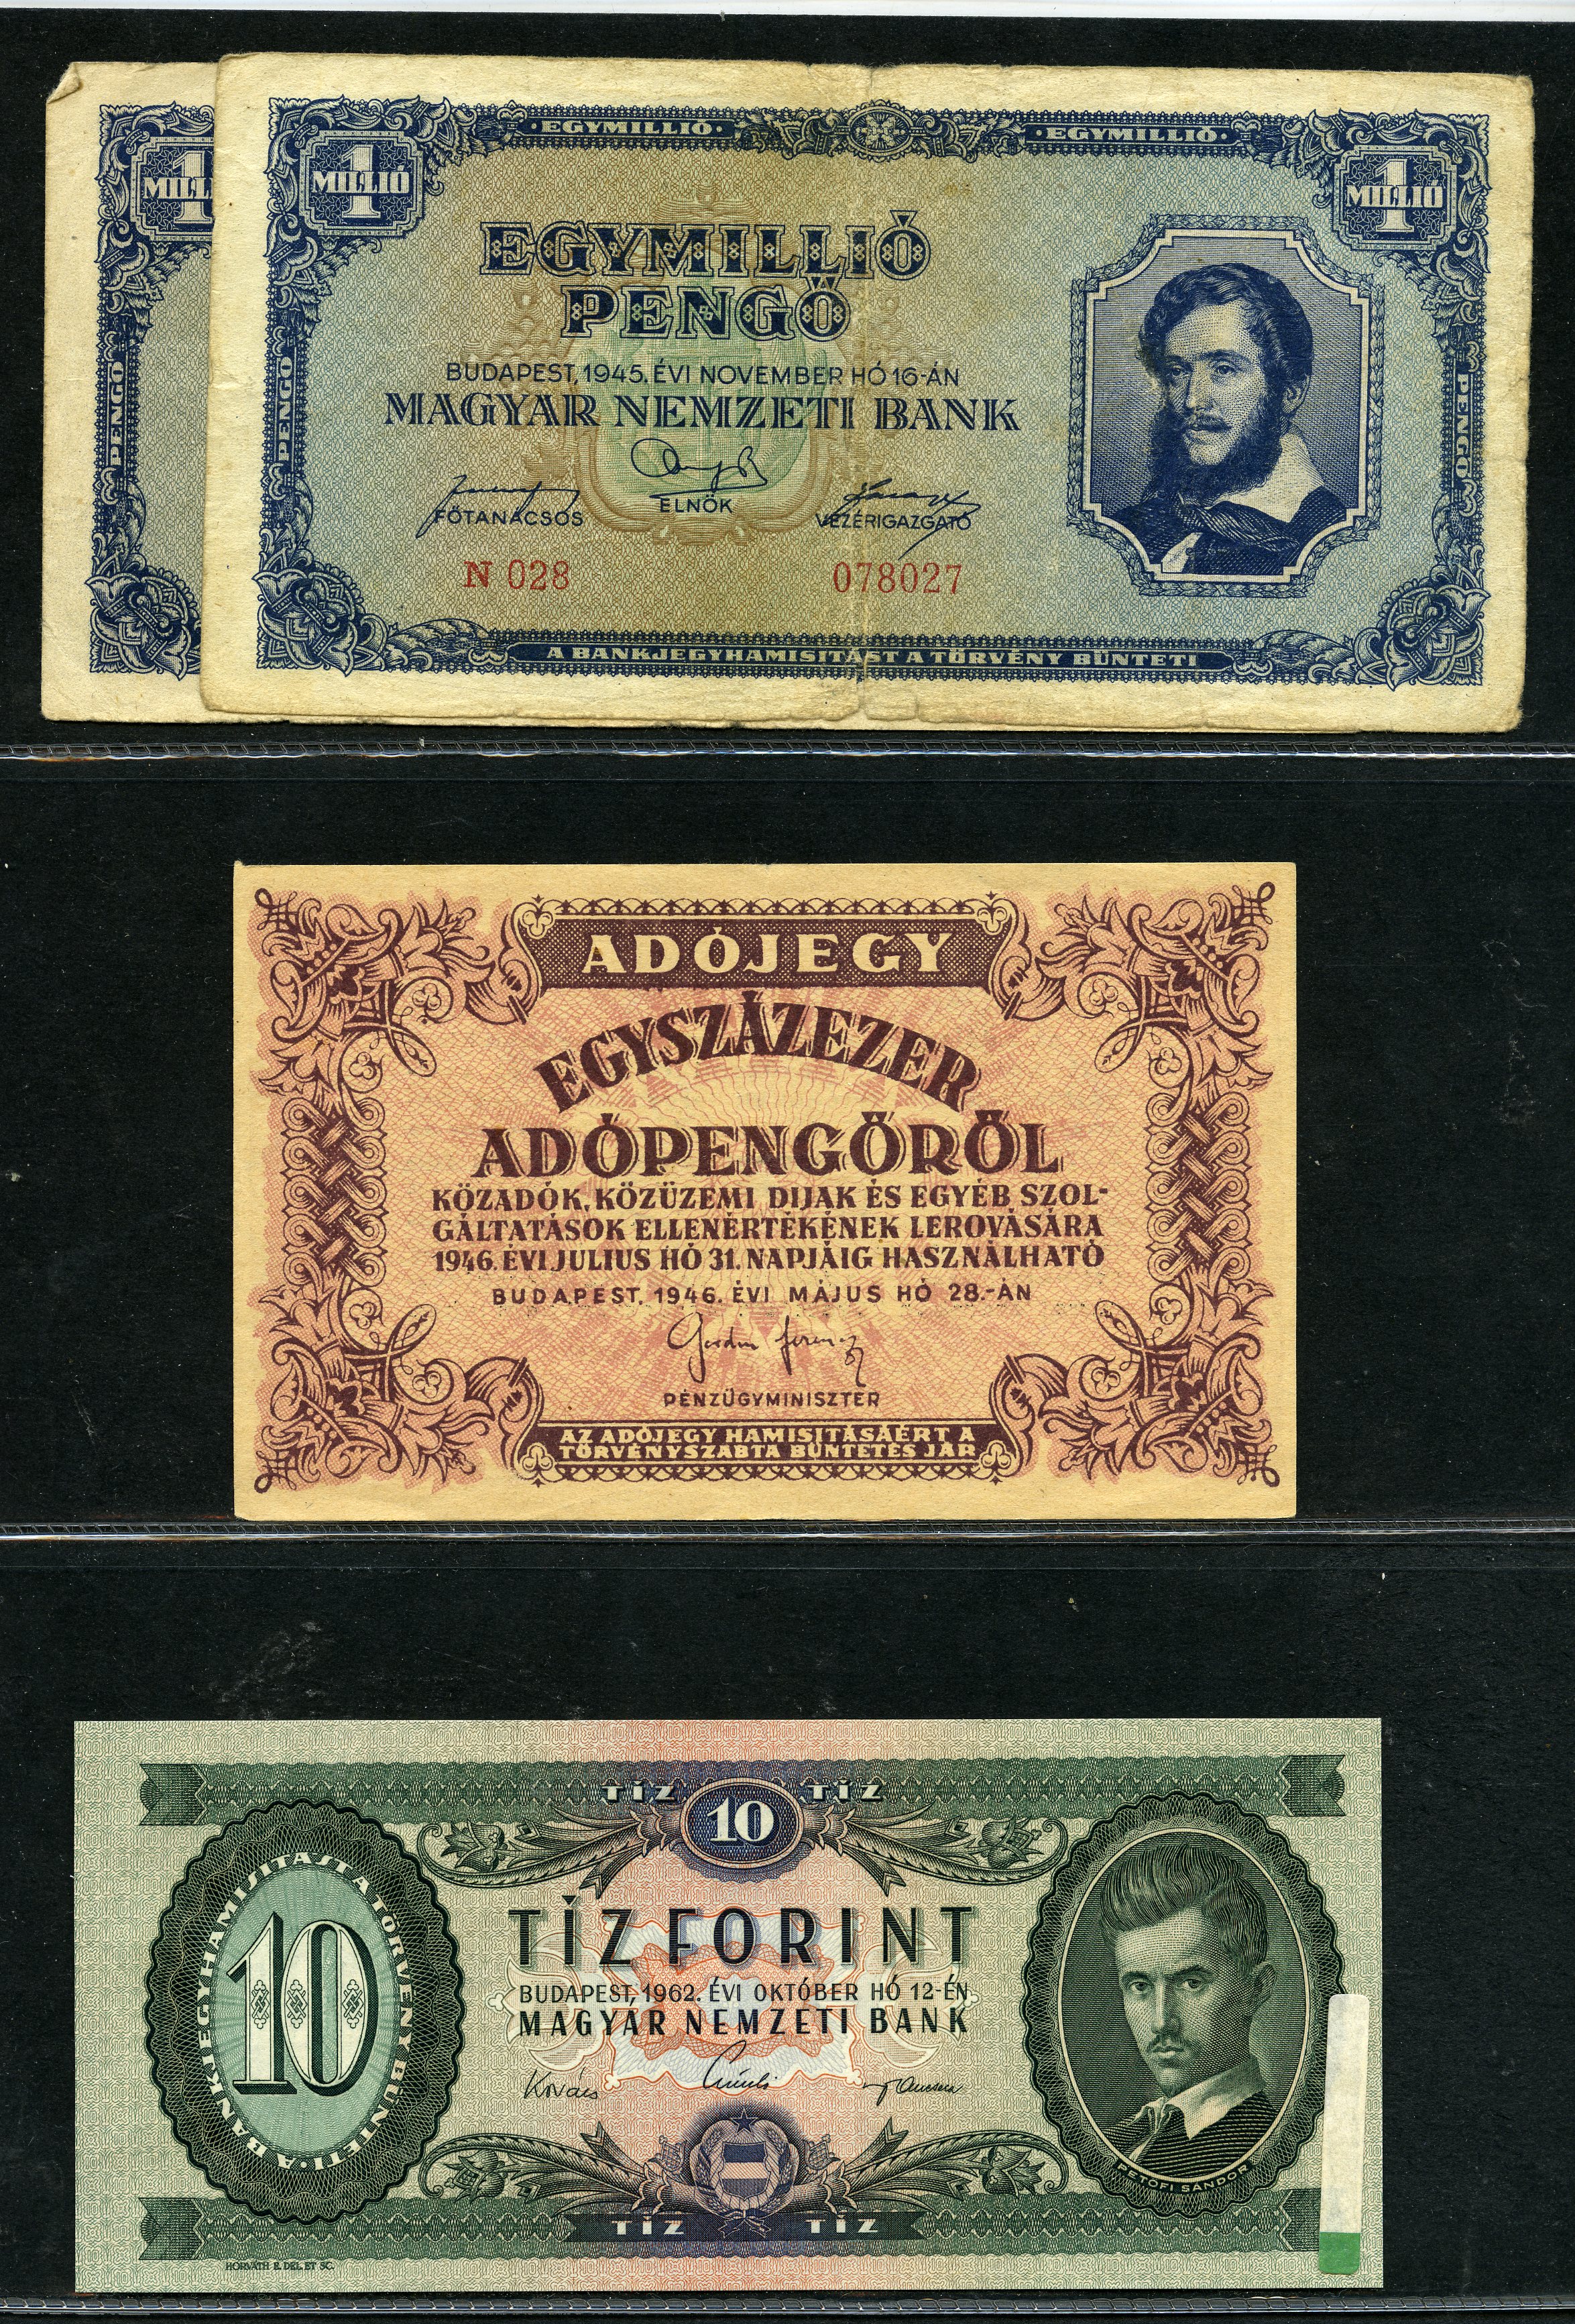 1
MILL
PENGŐ
·EGYMILLIÓ· ·EGYMILLIÓ·
1 MILLIÓ
1 MILLIÓ
EGYMILLIÓ
PENGŐ
BUDAPEST, 1945. ÉVI NOVEMBER HÓ 16-ÁN
MAGYAR NEMZETI BANK
FŐTANÁCSOS ELNÖK VEZÉRIGAZGATÓ
N 028 078027
PENGŐ
PENGŐ
A BANKJEGYHAMISITÁST A TÖRVÉNY BÜNTETI
ADÓJEGY
EGYSZÁZEZER
ADÓPENGŐRŐL
KÖZADÓK, KÖZÜZEMI DIJAK ÉS EGYÉB SZOL-
GÁLTATÁSOK ELLENÉRTÉKÉNEK LEROVÁSÁRA
1946. ÉVI JULIUS HÓ 31. NAPJÁIG HASZNÁLHATÓ
BUDAPEST, 1946. ÉVI MÁJUS HÓ 28.-ÁN
PÉNZÜGYMINISZTER
AZ ADÓJEGY HAMISITÁSÁÉRT A
TÖRVÉNYSZABTA BÜNTETÉS JÁR
TÍZ 10 TÍZ
A BANKJEGYHAMISÍTÁST A TÖRVÉNY BÜNTETI·
10
TÍZ FORINT
BUDAPEST, 1962. ÉVI OKTÓBER HÓ 12-ÉN
MAGYAR NEMZETI BANK
Kovács
PETŐFI SÁNDOR
TÍZ TÍZ
HORVÁTH E. DEL. ET SC.